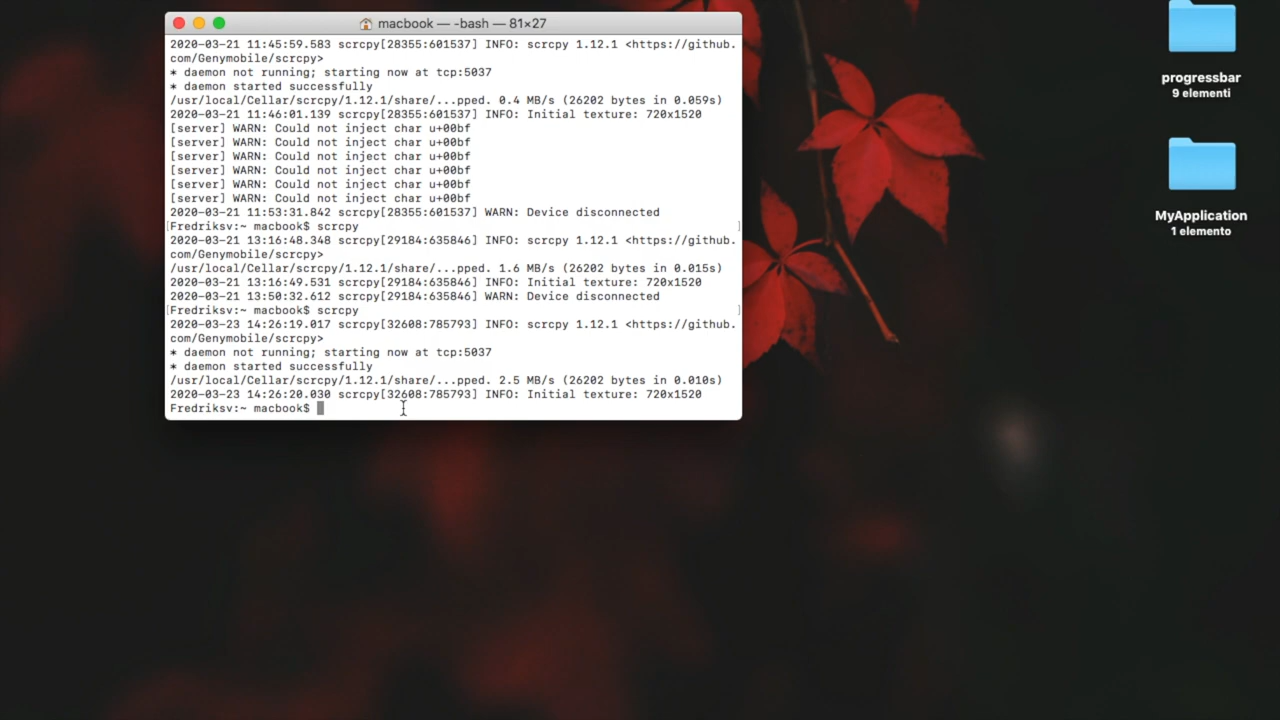 macbook — -bash — 81×27
2020-03-21 11:45:59.583 scrcpy[28355:601537] INFO: scrcpy 1.12.1 <https://github.
com/Genymobile/scrcpy>
* daemon not running; starting now at tcp:5037
* daemon started successfully
/usr/local/Cellar/scrcpy/1.12.1/share/...pped. 0.4 MB/s (26202 bytes in 0.059s)
2020-03-21 11:46:01.139 scrcpy[28355:601537] INFO: Initial texture: 720x1520
[server] WARN: Could not inject char u+00bf
[server] WARN: Could not inject char u+00bf
[server] WARN: Could not inject char u+00bf
[server] WARN: Could not inject char u+00bf
[server] WARN: Could not inject char u+00bf
[server] WARN: Could not inject char u+00bf
2020-03-21 11:53:31.842 scrcpy[28355:601537] WARN: Device disconnected
[Fredriksv:~ macbook$ scrcpy ]
2020-03-21 13:16:48.348 scrcpy[29184:635846] INFO: scrcpy 1.12.1 <https://github.
com/Genymobile/scrcpy>
/usr/local/Cellar/scrcpy/1.12.1/share/...pped. 1.6 MB/s (26202 bytes in 0.015s)
2020-03-21 13:16:49.531 scrcpy[29184:635846] INFO: Initial texture: 720x1520
2020-03-21 13:50:32.612 scrcpy[29184:635846] WARN: Device disconnected
[Fredriksv:~ macbook$ scrcpy ]
2020-03-23 14:26:19.017 scrcpy[32608:785793] INFO: scrcpy 1.12.1 <https://github.
com/Genymobile/scrcpy>
* daemon not running; starting now at tcp:5037
* daemon started successfully
/usr/local/Cellar/scrcpy/1.12.1/share/...pped. 2.5 MB/s (26202 bytes in 0.010s)
2020-03-23 14:26:20.030 scrcpy[32608:785793] INFO: Initial texture: 720x1520
Fredriksv:~ macbook$
progressbar
9 elementi
MyApplication
1 elemento